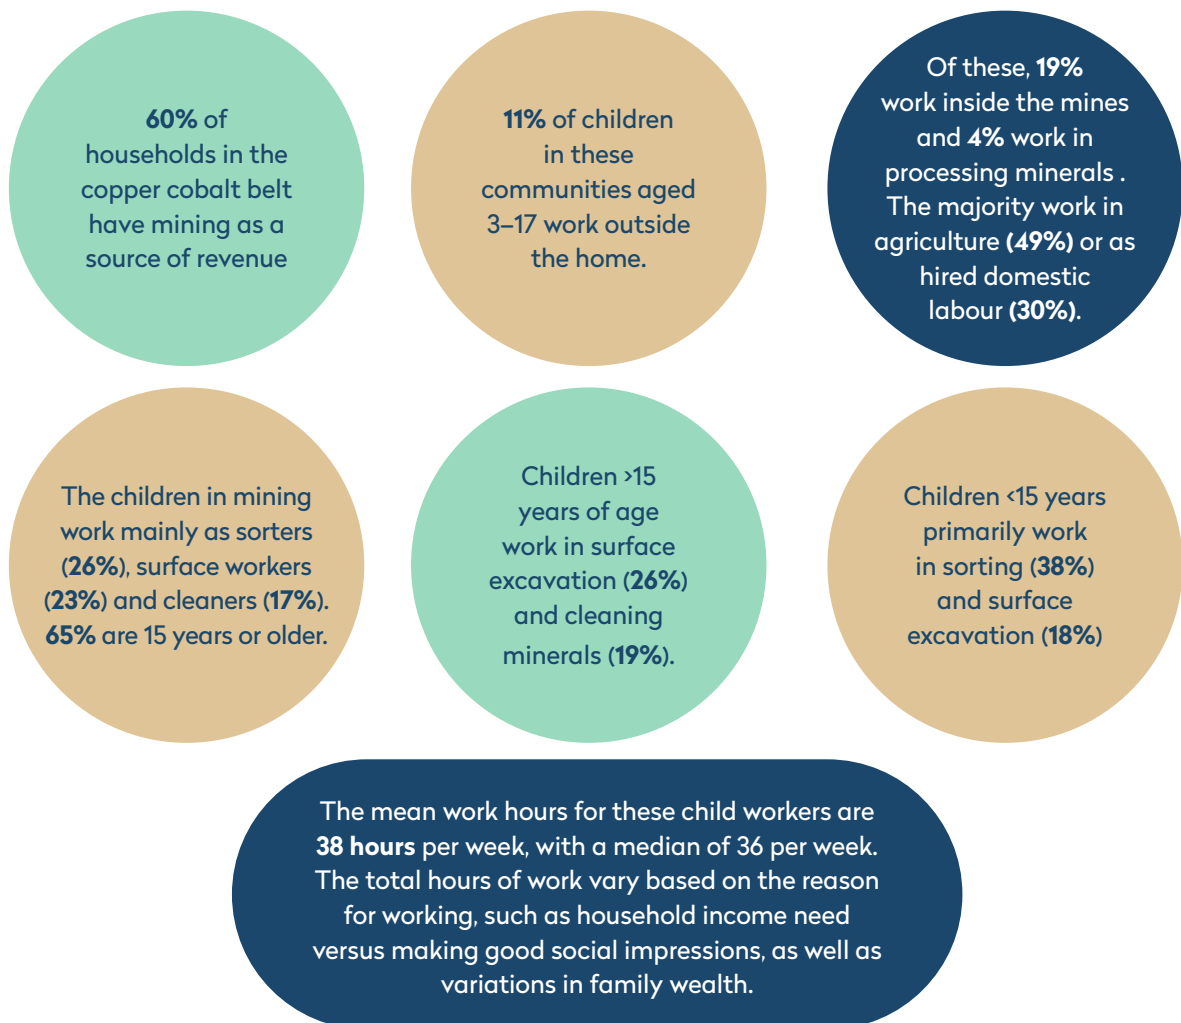 60% of
households in the
copper cobalt belt
have mining as a
source of revenue
11% of children
in these
communities aged
3–17 work outside
the home.
Of these, 19%
work inside the mines
and 4% work in
processing minerals .
The majority work in
agriculture (49%) or as
hired domestic
labour (30%).
The children in mining
work mainly as sorters
(26%), surface workers
(23%) and cleaners (17%).
65% are 15 years or older.
Children >15
years of age
work in surface
excavation (26%)
and cleaning
minerals (19%).
Children <15 years
primarily work
in sorting (38%)
and surface
excavation (18%)
The mean work hours for these child workers are
38 hours per week, with a median of 36 per week.
The total hours of work vary based on the reason
for working, such as household income need
versus making good social impressions, as well as
variations in family wealth.